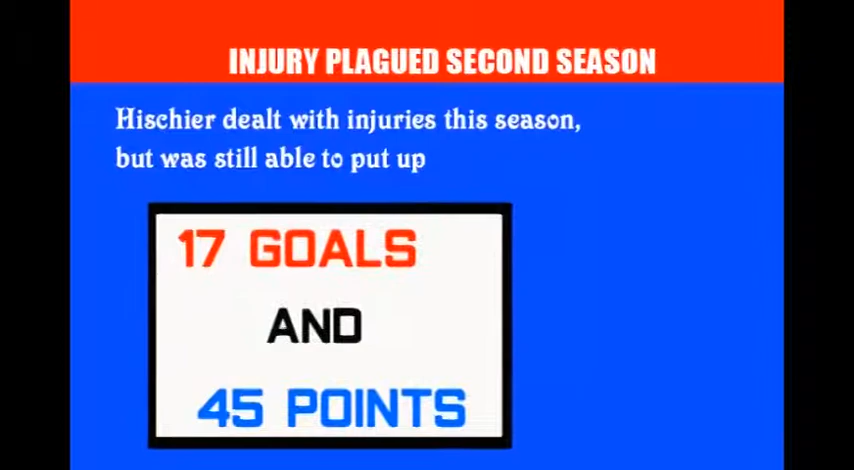 INJURY PLAGUED SECOND SEASON
Hischier dealt with injuries this season,
but was still able to put up
17 GOALS
AND
45 POINTS